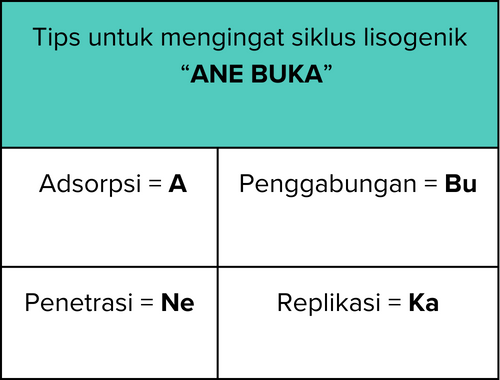 Tips untuk mengingat siklus lisogenik
“ANE BUKA”
Adsorpsi = A
Penggabungan = Bu
Penetrasi = Ne
Replikasi = Ka